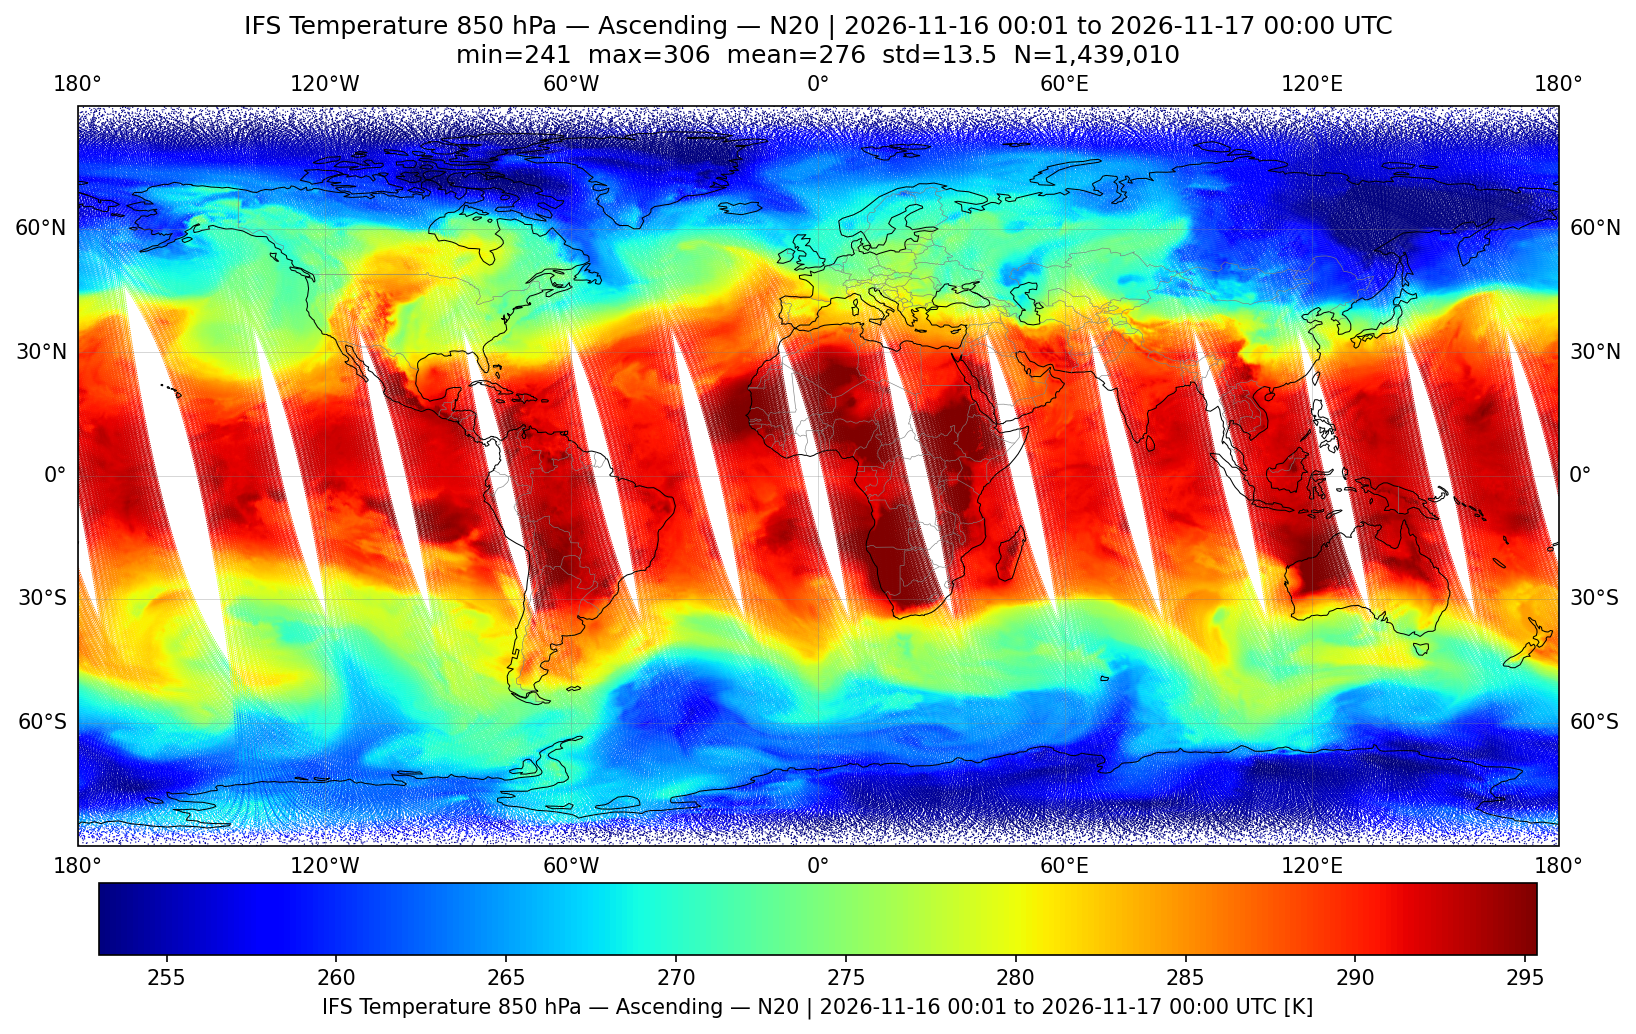 IFS Temperature 850 hPa — Ascending — N20 | 2026-11-16 00:01 to 2026-11-17 00:00 UTC
min=241 max=306 mean=276 std=13.5 N=1,439,010
180° 120°W 60°W 0° 60°E 120°E 180°
60°N 60°N
30°N 30°N
0° 0°
30°S 30°S
60°S 60°S
180° 120°W 60°W 0° 60°E 120°E 180°
255 260 265 270 275 280 285 290 295
IFS Temperature 850 hPa — Ascending — N20 | 2026-11-16 00:01 to 2026-11-17 00:00 UTC [K]